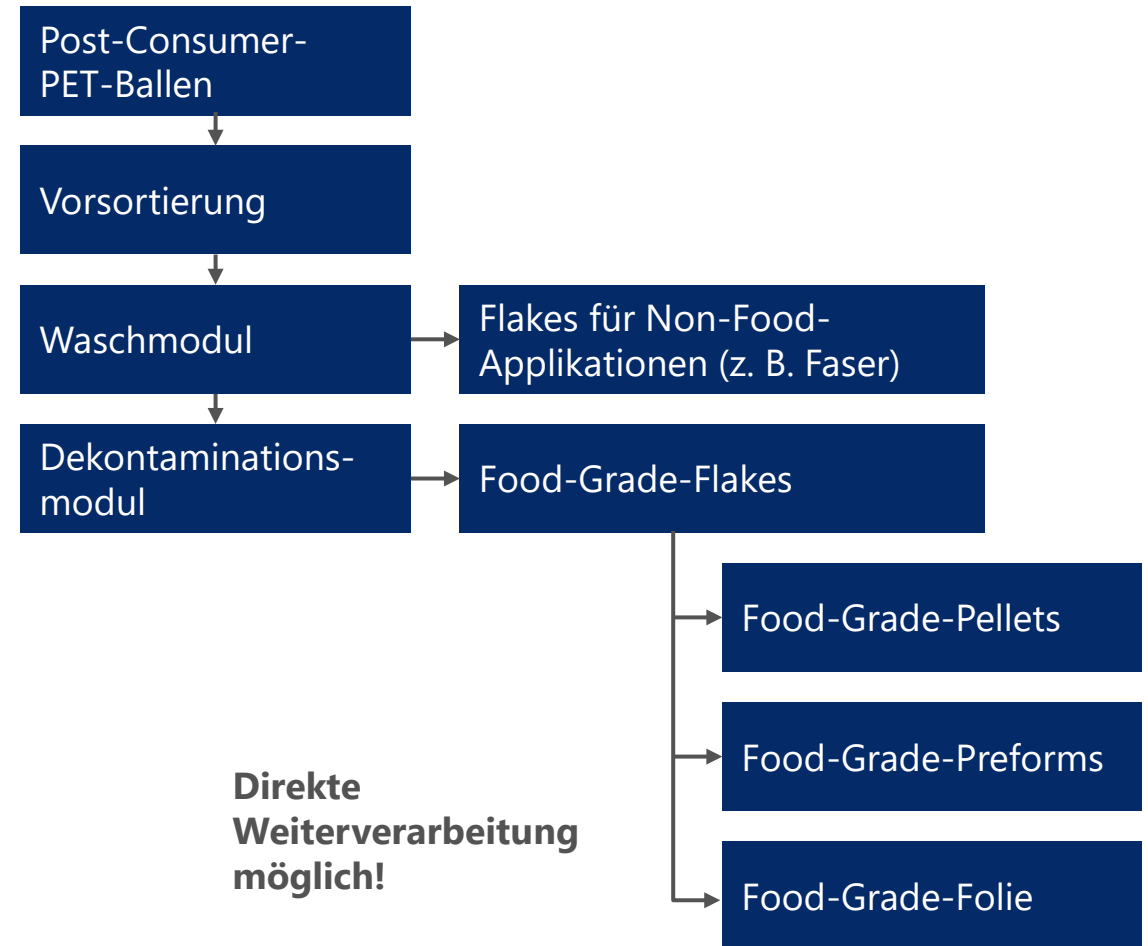 Post-Consumer-
PET-Ballen
Vorsortierung
Waschmodul
Flakes für Non-Food-
Applikationen (z. B. Faser)
Dekontaminations-
modul
Food-Grade-Flakes
Food-Grade-Pellets
Food-Grade-Preforms
Direkte
Weiterverarbeitung
möglich!
Food-Grade-Folie